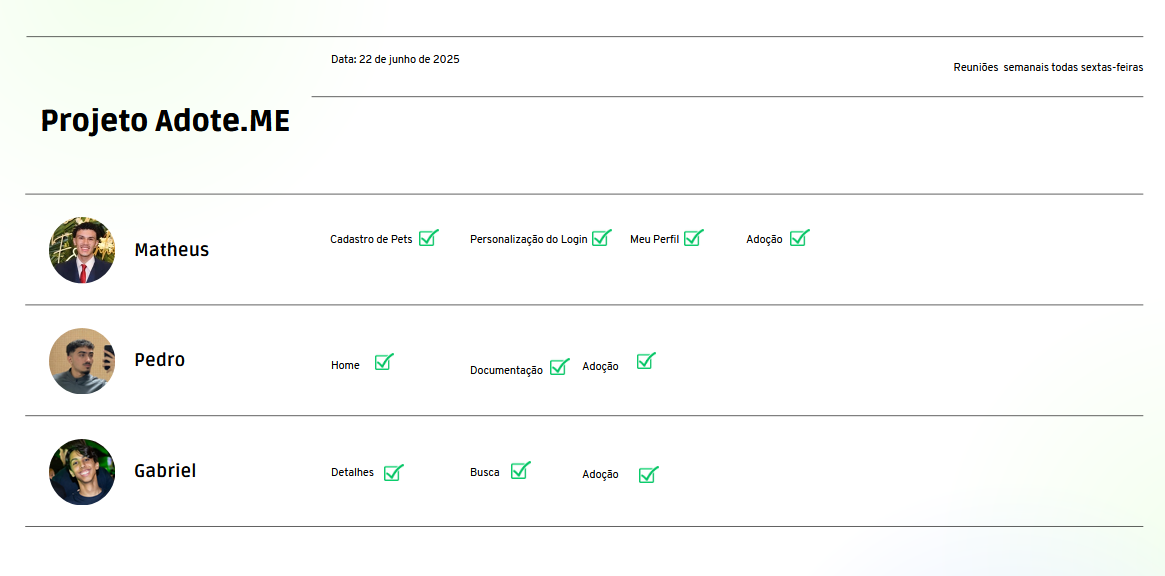 Data: 22 de junho de 2025
Reuniões semanais todas sextas-feiras
Projeto Adote.ME
Matheus
Cadastro de Pets
Personalização do Login
Meu Perfil
Adoção
Pedro
Home
Documentação
Adoção
Gabriel
Detalhes
Busca
Adoção